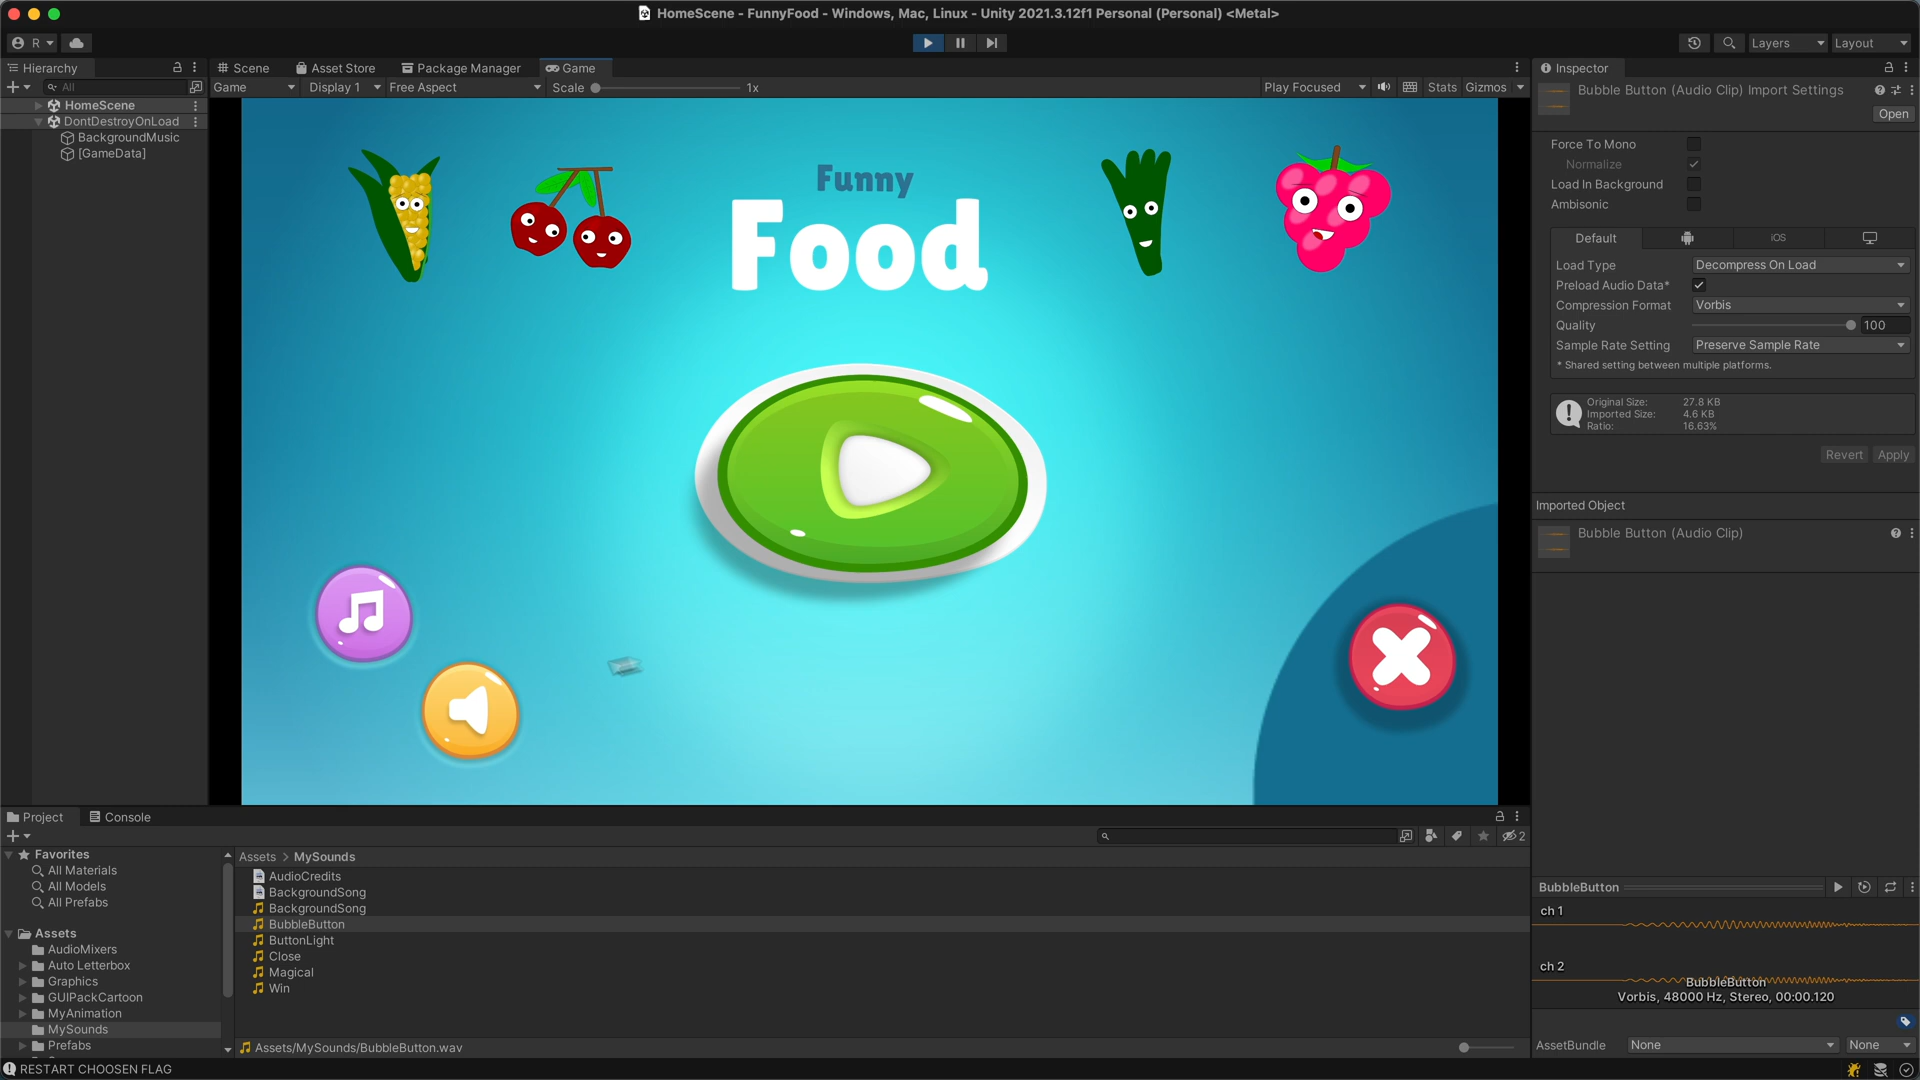 HomeScene - FunnyFood - Windows, Mac, Linux - Unity 2021.3.12f1 Personal (Personal) <Metal>
R
Layers
Layout
Hierarchy
Scene
Asset Store
Package Manager
Game
Inspector
All
Game
Display 1
Free Aspect
Scale
1x
Play Focused
Stats
Gizmos
Bubble Button (Audio Clip) Import Settings
Open
HomeScene
DontDestroyOnLoad
BackgroundMusic
[GameData]
Funny
Food
Force To Mono
Normalize
Load In Background
Ambisonic
Default
iOS
Load Type
Decompress On Load
Preload Audio Data*
Compression Format
Vorbis
Quality
100
Sample Rate Setting
Preserve Sample Rate
* Shared setting between multiple platforms.
Original Size: 27.8 KB
Imported Size: 4.6 KB
Ratio: 16.63%
Revert
Apply
Imported Object
Bubble Button (Audio Clip)
Project
Console
2
Favorites
All Materials
All Models
All Prefabs
Assets
AudioMixers
Auto Letterbox
Graphics
GUIPackCartoon
MyAnimation
MySounds
Prefabs
Assets > MySounds
AudioCredits
BackgroundSong
BackgroundSong
BubbleButton
ButtonLight
Close
Magical
Win
Assets/MySounds/BubbleButton.wav
BubbleButton
ch 1
ch 2
BubbleButton
Vorbis, 48000 Hz, Stereo, 00:00.120
AssetBundle
None
None
RESTART CHOOSEN FLAG